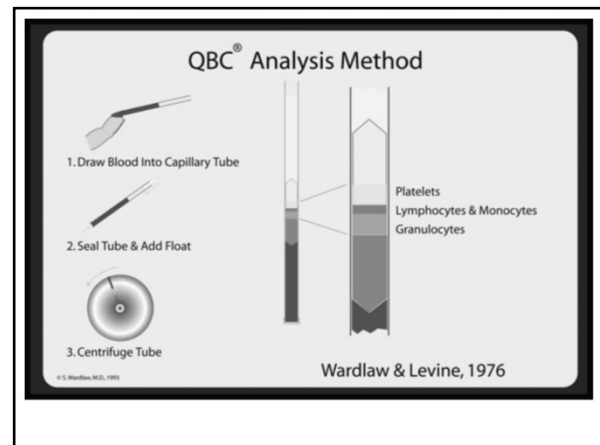 QBC® Analysis Method
1. Draw Blood Into Capillary Tube
2. Seal Tube & Add Float
3. Centrifuge Tube
Platelets
Lymphocytes & Monocytes
Granulocytes
Wardlaw & Levine, 1976
© S. Wardlaw, M.D., 1993